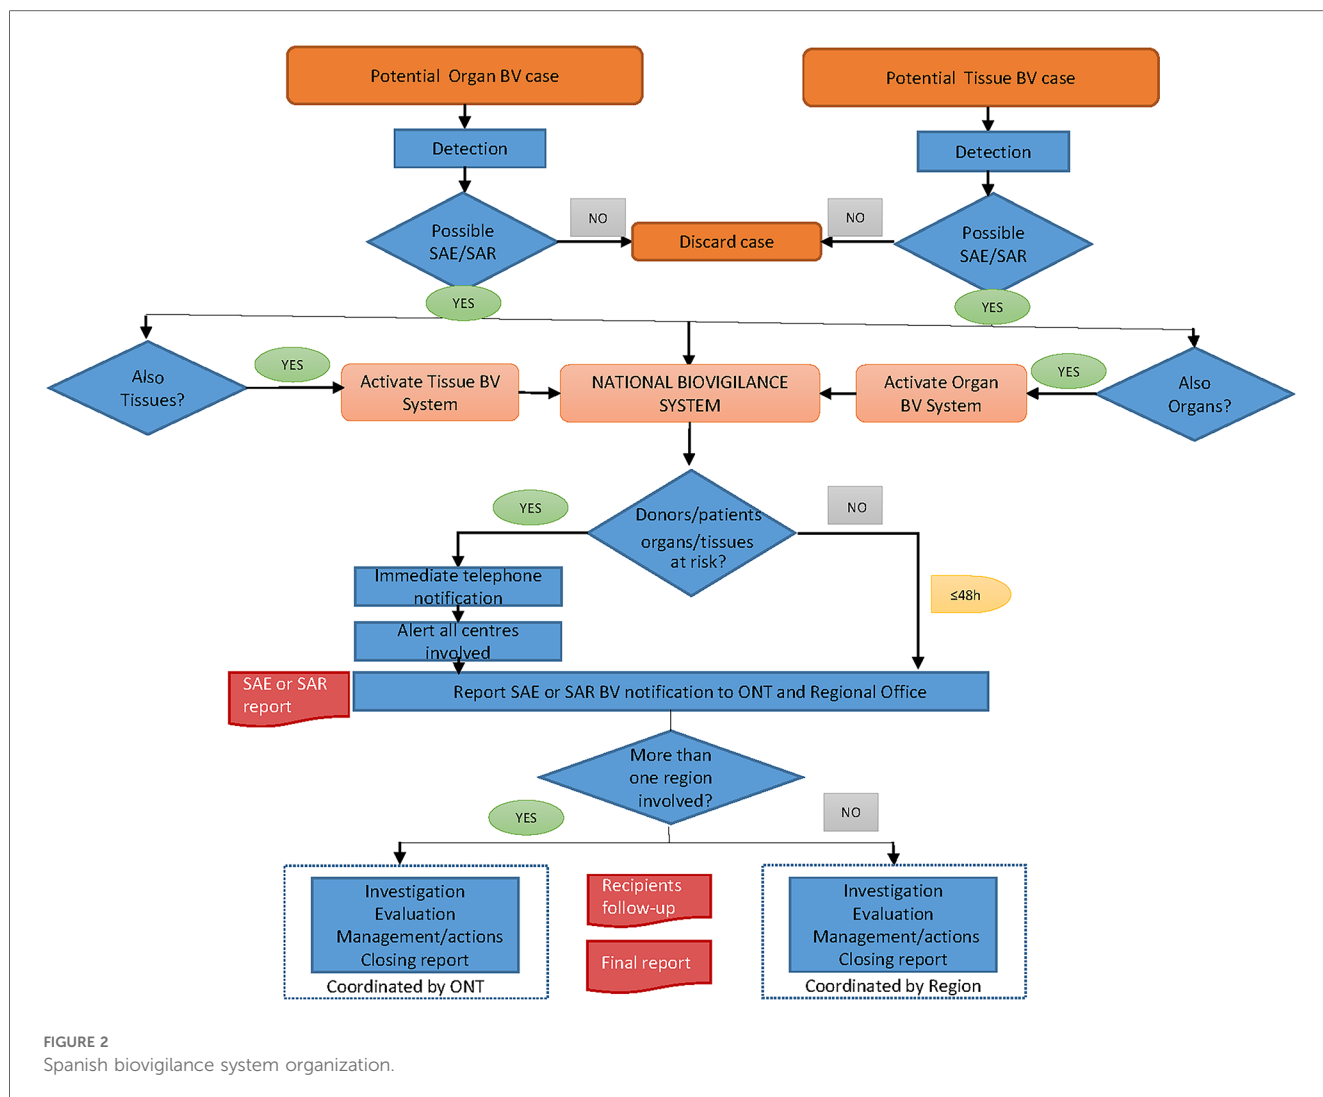 Potential Organ BV case
Potential Tissue BV case
Detection
Detection
Possible
SAE/SAR
NO
Discard case
NO
Possible
SAE/SAR
YES
YES
Also
Tissues?
YES
Activate Tissue BV
System
NATIONAL BIOVIGILANCE
SYSTEM
Activate Organ
BV System
YES
Also
Organs?
YES
Donors/patients
organs/tissues
at risk?
NO
Immediate telephone
notification
≤48h
Alert all centres
involved
SAE or SAR
report
Report SAE or SAR BV notification to ONT and Regional Office
More than
one region
involved?
YES
NO
Investigation
Evaluation
Management/actions
Closing report
Coordinated by ONT
Recipients
follow-up
Final report
Investigation
Evaluation
Management/actions
Closing report
Coordinated by Region
FIGURE 2
Spanish biovigilance system organization.